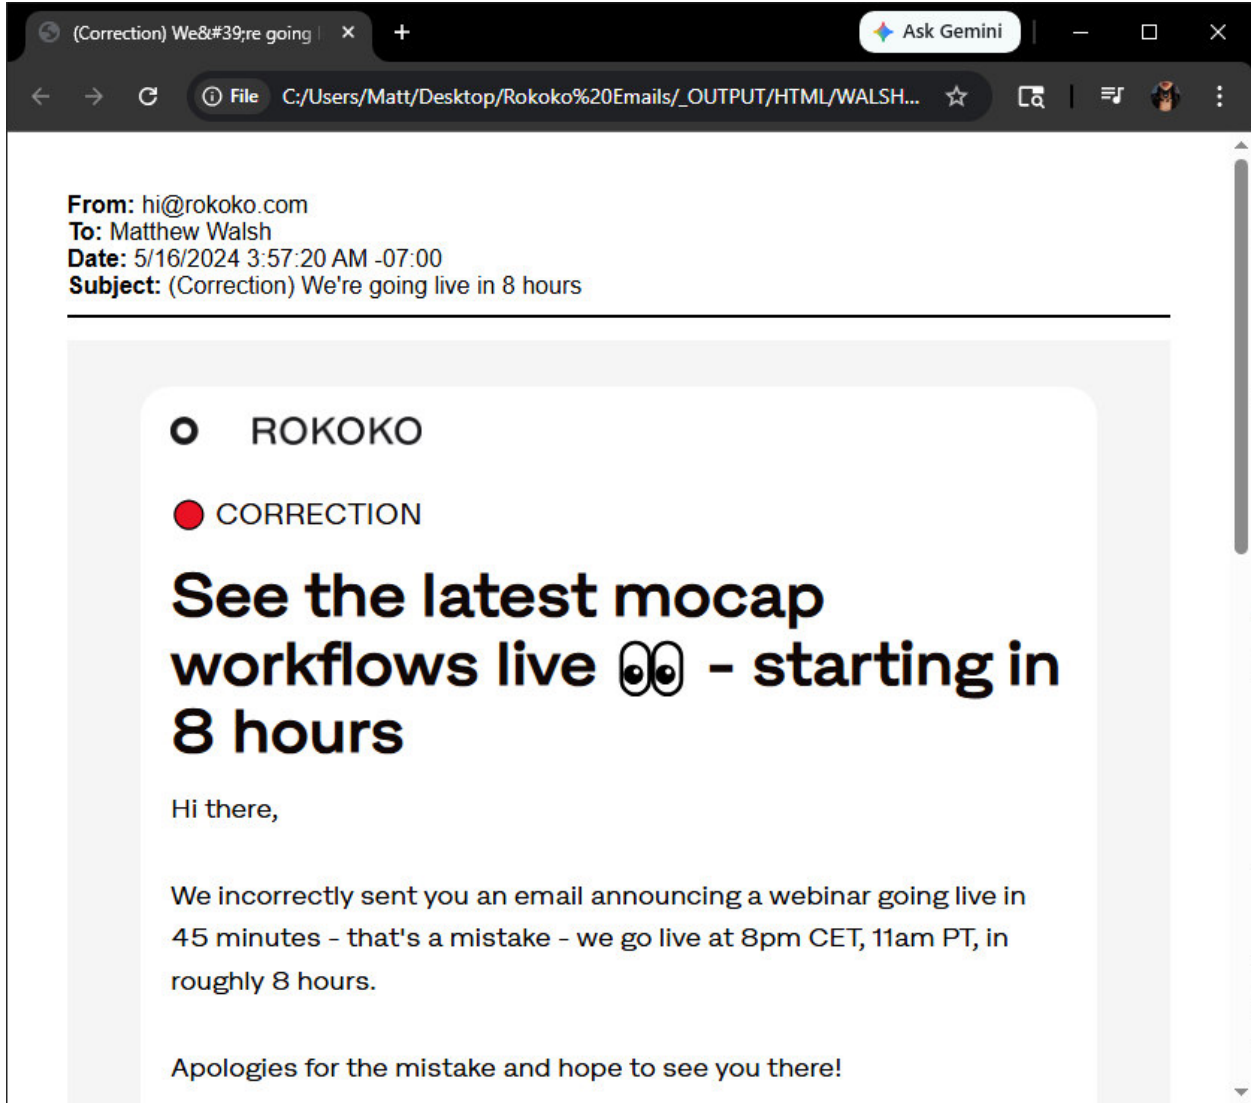 (Correction) We&#39;re going
Ask Gemini
File C:/Users/Matt/Desktop/Rokoko%20Emails/_OUTPUT/HTML/WALSH...
From: hi@rokoko.com
To: Matthew Walsh
Date: 5/16/2024 3:57:20 AM -07:00
Subject: (Correction) We're going live in 8 hours
ROKOKO
🔴 CORRECTION
See the latest mocap
workflows live 👀 - starting in
8 hours
Hi there,
We incorrectly sent you an email announcing a webinar going live in
45 minutes - that's a mistake - we go live at 8pm CET, 11am PT, in
roughly 8 hours.
Apologies for the mistake and hope to see you there!